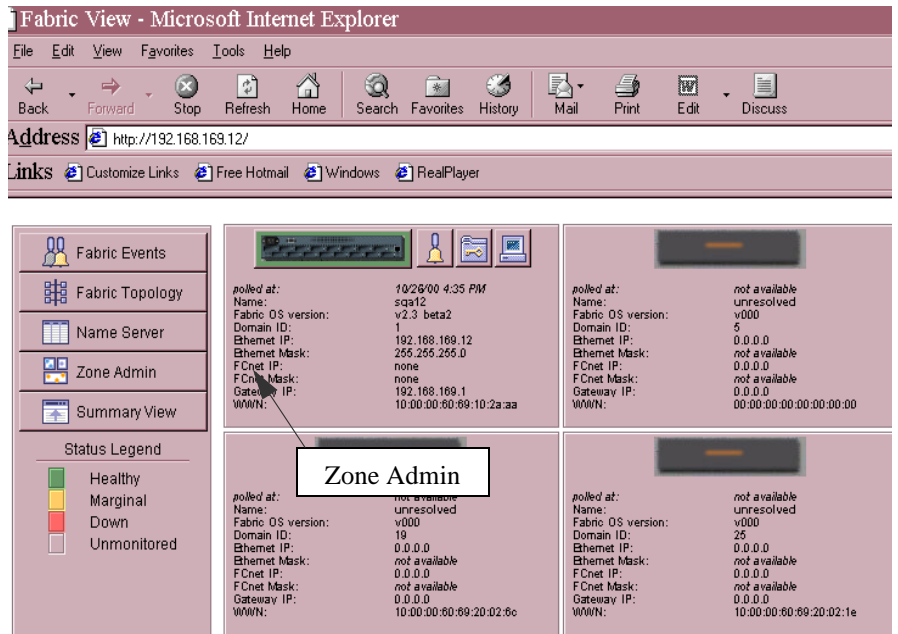 Fabric View - Microsoft Internet Explorer
File Edit View Favorites Tools Help
Back Forward Stop Refresh Home Search Favorites History Mail Print Edit Discuss
Address http://192.168.169.12/
Links Customize Links Free Hotmail Windows RealPlayer
Fabric Events
Fabric Topology
Name Server
Zone Admin
Summary View
Status Legend
Healthy
Marginal
Down
Unmonitored
polled at: 10/26/00 4:35 PM
Name: sqa12
Fabric OS version: v2.3 beta2
Domain ID: 1
Ethernet IP: 192.168.169.12
Ethernet Mask: 255.255.255.0
FCnet IP: none
FCnet Mask: none
Gateway IP: 192.168.169.1
WWN: 10:00:00:60:69:10:2a:aa
polled at: not available
Name: unresolved
Fabric OS version: v000
Domain ID: 5
Ethernet IP: 0.0.0.0
Ethernet Mask: not available
FCnet IP: 0.0.0.0
FCnet Mask: not available
Gateway IP: 0.0.0.0
WWN: 00:00:00:00:00:00:00:00
Zone Admin
polled at: not available
Name: unresolved
Fabric OS version: v000
Domain ID: 19
Ethernet IP: 0.0.0.0
Ethernet Mask: not available
FCnet IP: 0.0.0.0
FCnet Mask: not available
Gateway IP: 0.0.0.0
WWN: 10:00:00:60:69:20:02:6c
polled at: not available
Name: unresolved
Fabric OS version: v000
Domain ID: 25
Ethernet IP: 0.0.0.0
Ethernet Mask: not available
FCnet IP: 0.0.0.0
FCnet Mask: not available
Gateway IP: 0.0.0.0
WWN: 10:00:00:60:69:20:02:1e